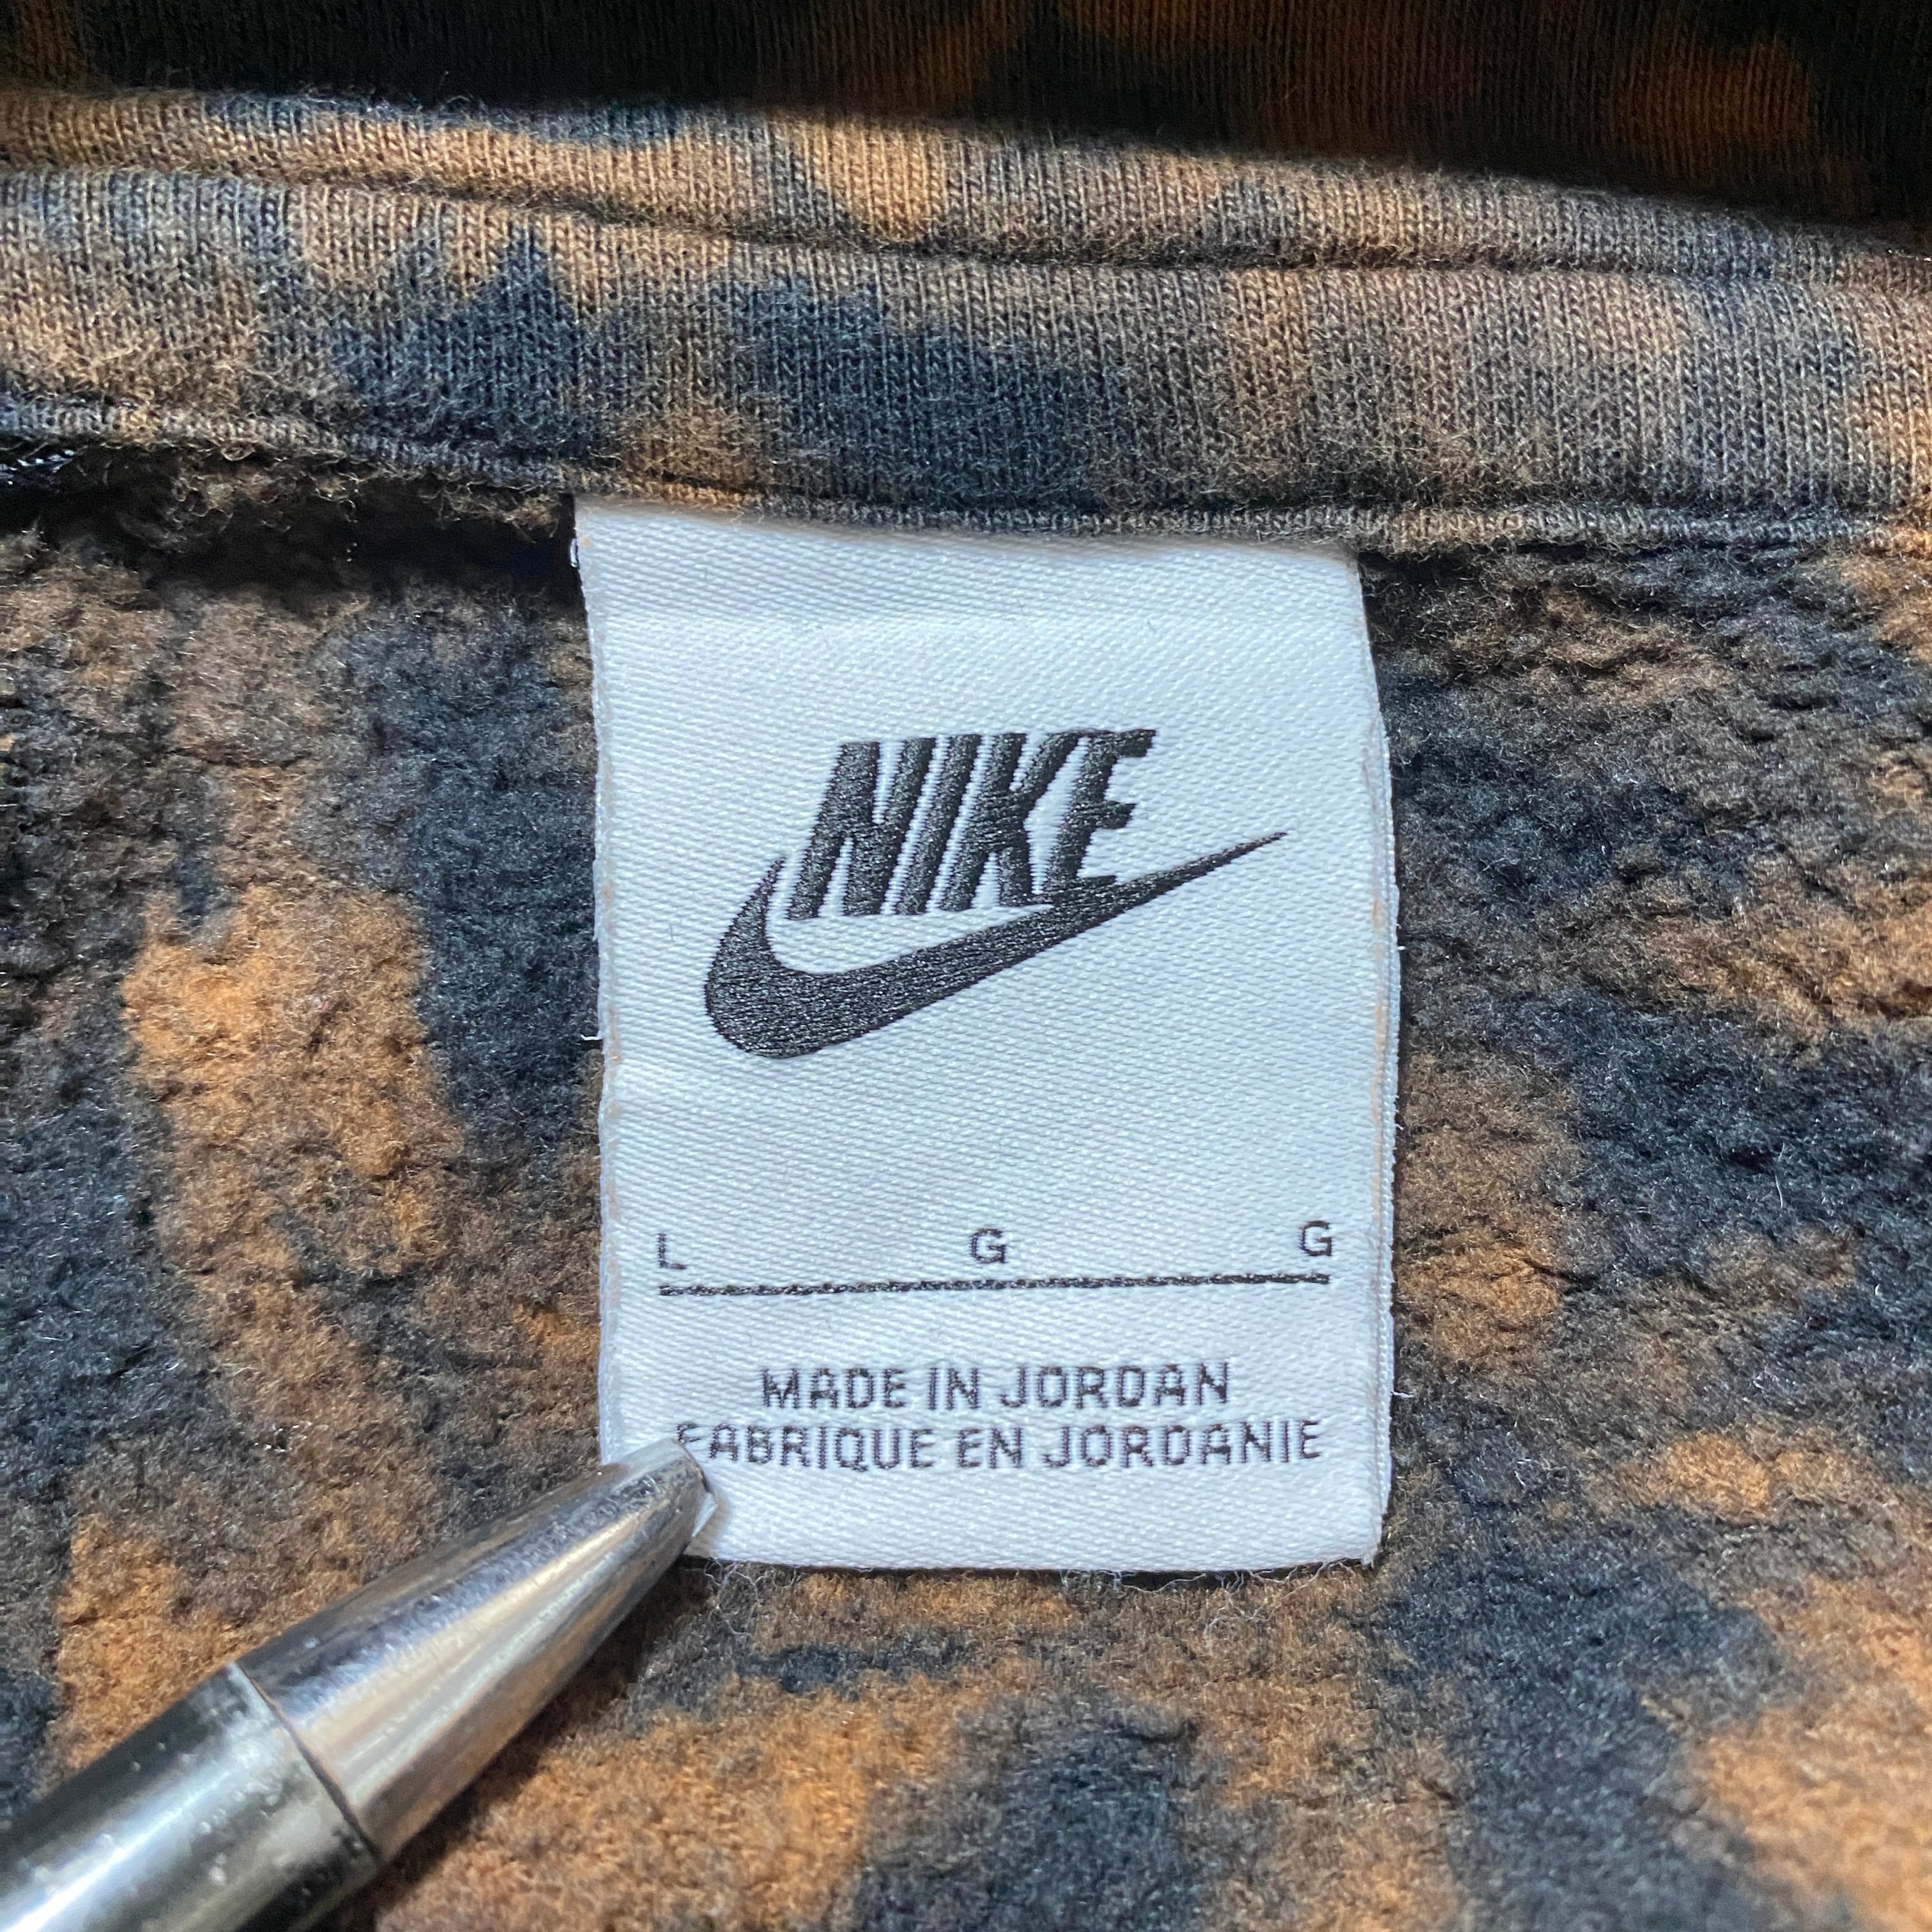 NIKE
L G G
MADE IN JORDAN
FABRIQUE EN JORDANIE